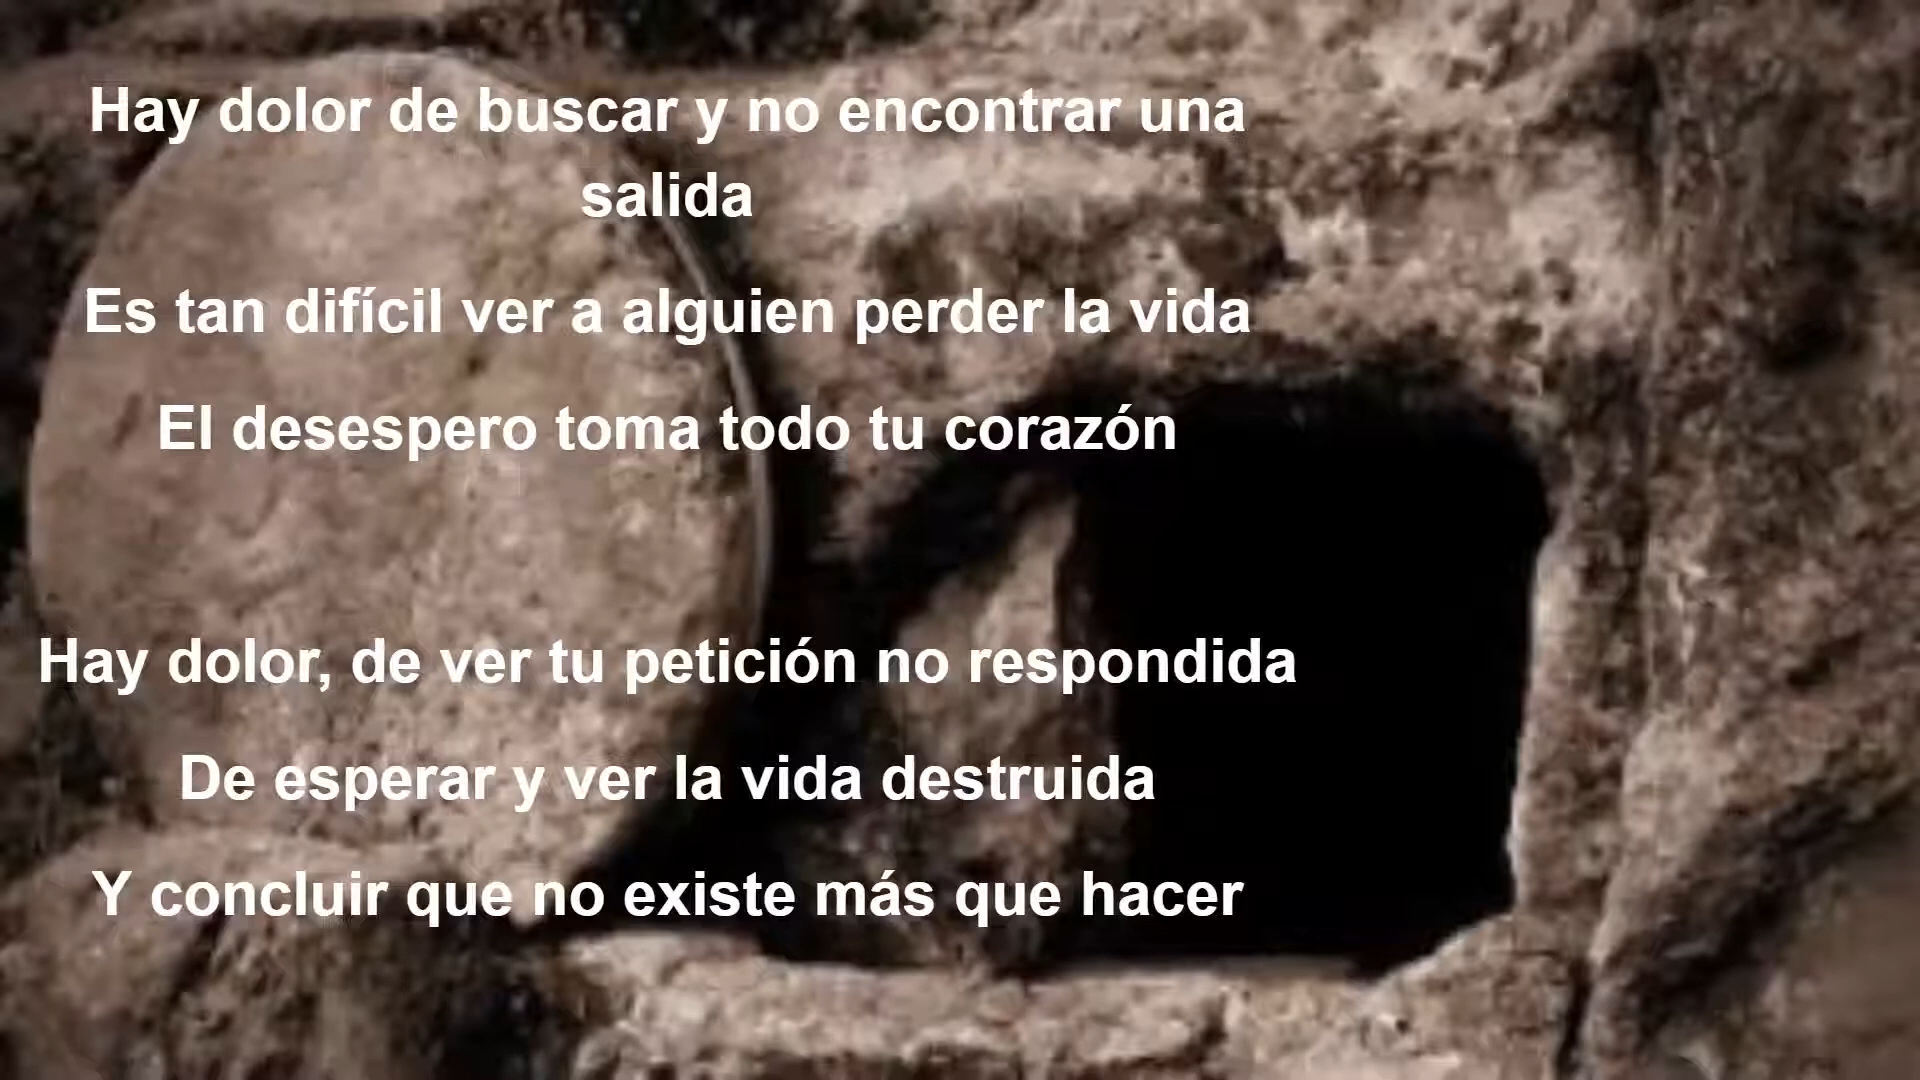 Hay dolor de buscar y no encontrar una
salida
Es tan difícil ver a alguien perder la vida
El desespero toma todo tu corazón
Hay dolor, de ver tu petición no respondida
De esperar y ver la vida destruida
Y concluir que no existe más que hacer